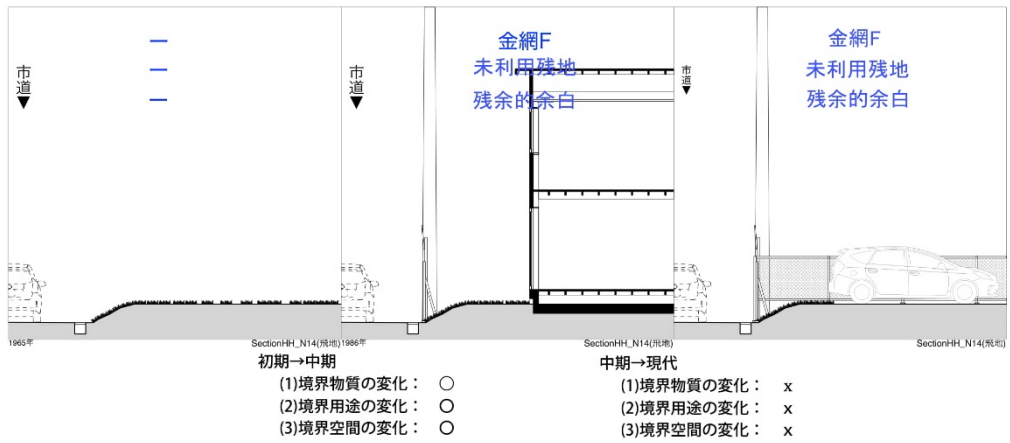 —
—
—
市道
▼
1965年
SectionHH_N14(飛地)
金網F
未利用残地
残余的余白
市道
▼
1986年
SectionHH_N14(飛地)
金網F
未利用残地
残余的余白
市道
▼
SectionHH_N14(飛地)
初期→中期
(1)境界物質の変化： ○
(2)境界用途の変化： ○
(3)境界空間の変化： ○
中期→現代
(1)境界物質の変化： x
(2)境界用途の変化： x
(3)境界空間の変化： x